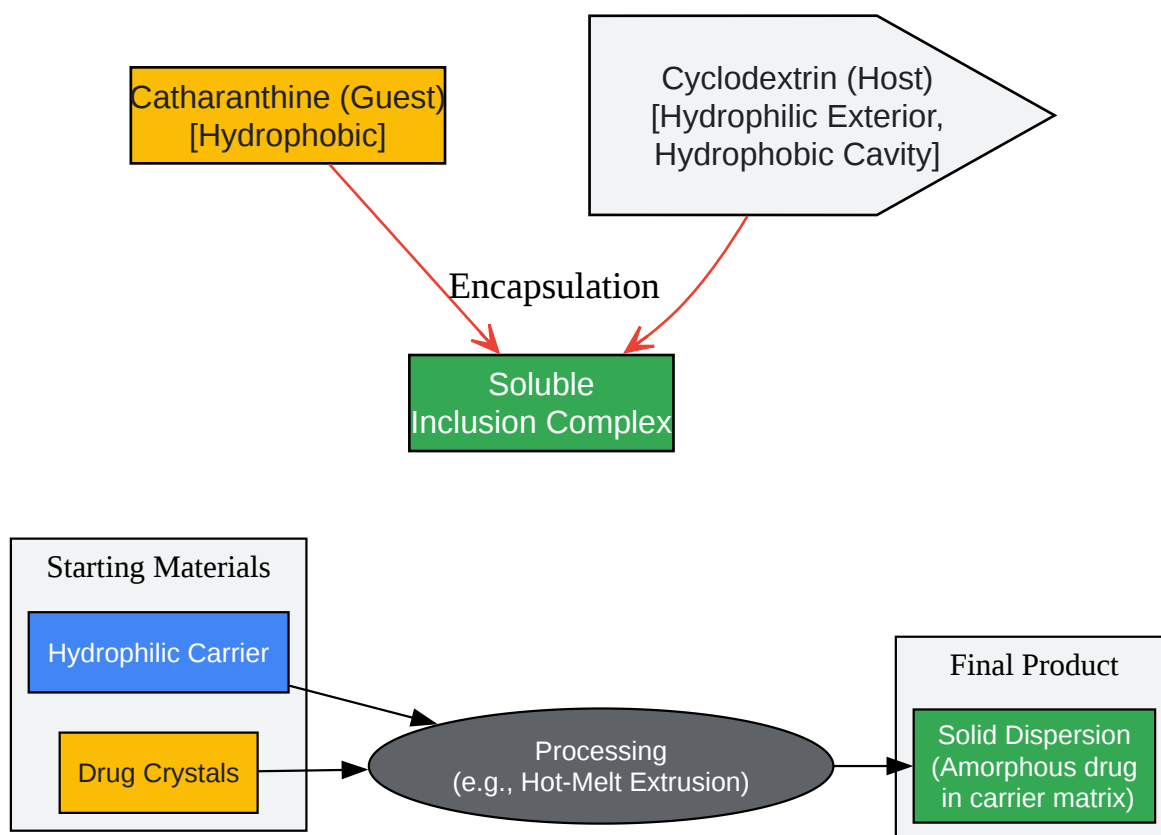 Catharanthine (Guest)
[Hydrophobic]
Cyclodextrin (Host)
[Hydrophilic Exterior,
Hydrophobic Cavity]
Encapsulation
Soluble
Inclusion Complex
Starting Materials
Hydrophilic Carrier
Drug Crystals
Processing
(e.g., Hot-Melt Extrusion)
Final Product
Solid Dispersion
(Amorphous drug
in carrier matrix)